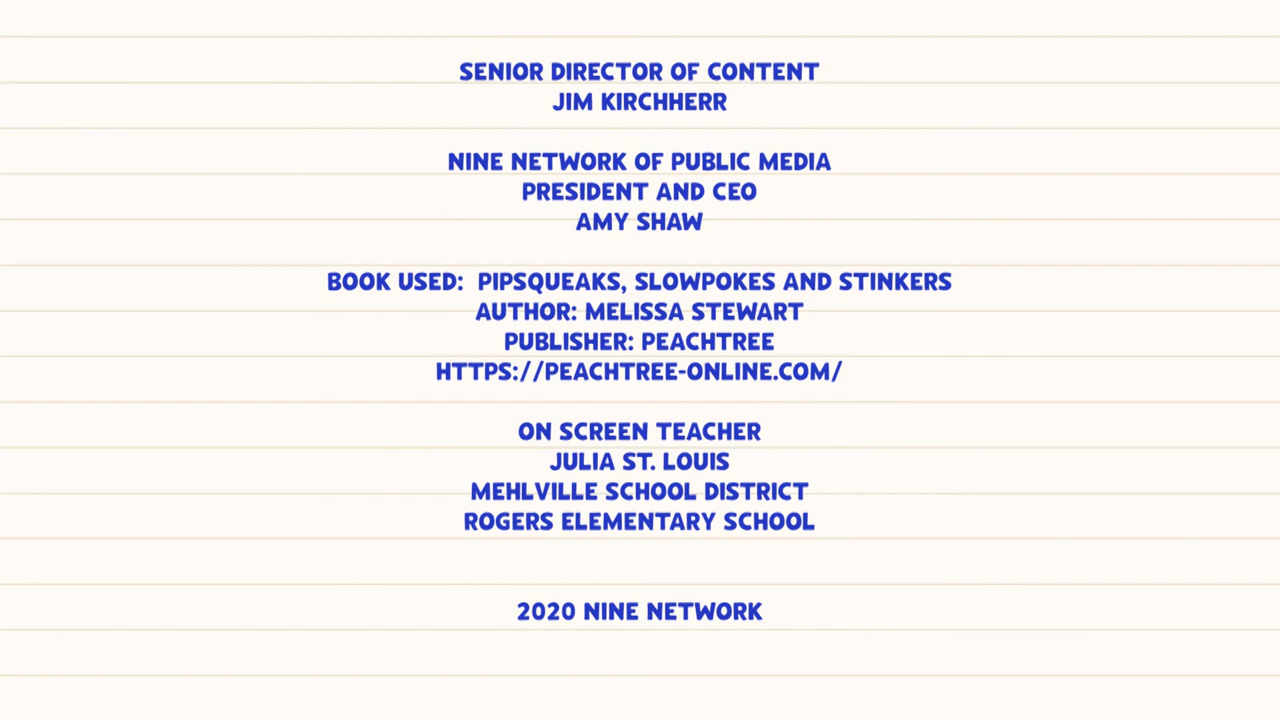 SENIOR DIRECTOR OF CONTENT
JIM KIRCHHERR
NINE NETWORK OF PUBLIC MEDIA
PRESIDENT AND CEO
AMY SHAW
BOOK USED: PIPSQUEAKS, SLOWPOKES AND STINKERS
AUTHOR: MELISSA STEWART
PUBLISHER: PEACHTREE
HTTPS://PEACHTREE-ONLINE.COM/
ON SCREEN TEACHER
JULIA ST. LOUIS
MEHLVILLE SCHOOL DISTRICT
ROGERS ELEMENTARY SCHOOL
2020 NINE NETWORK